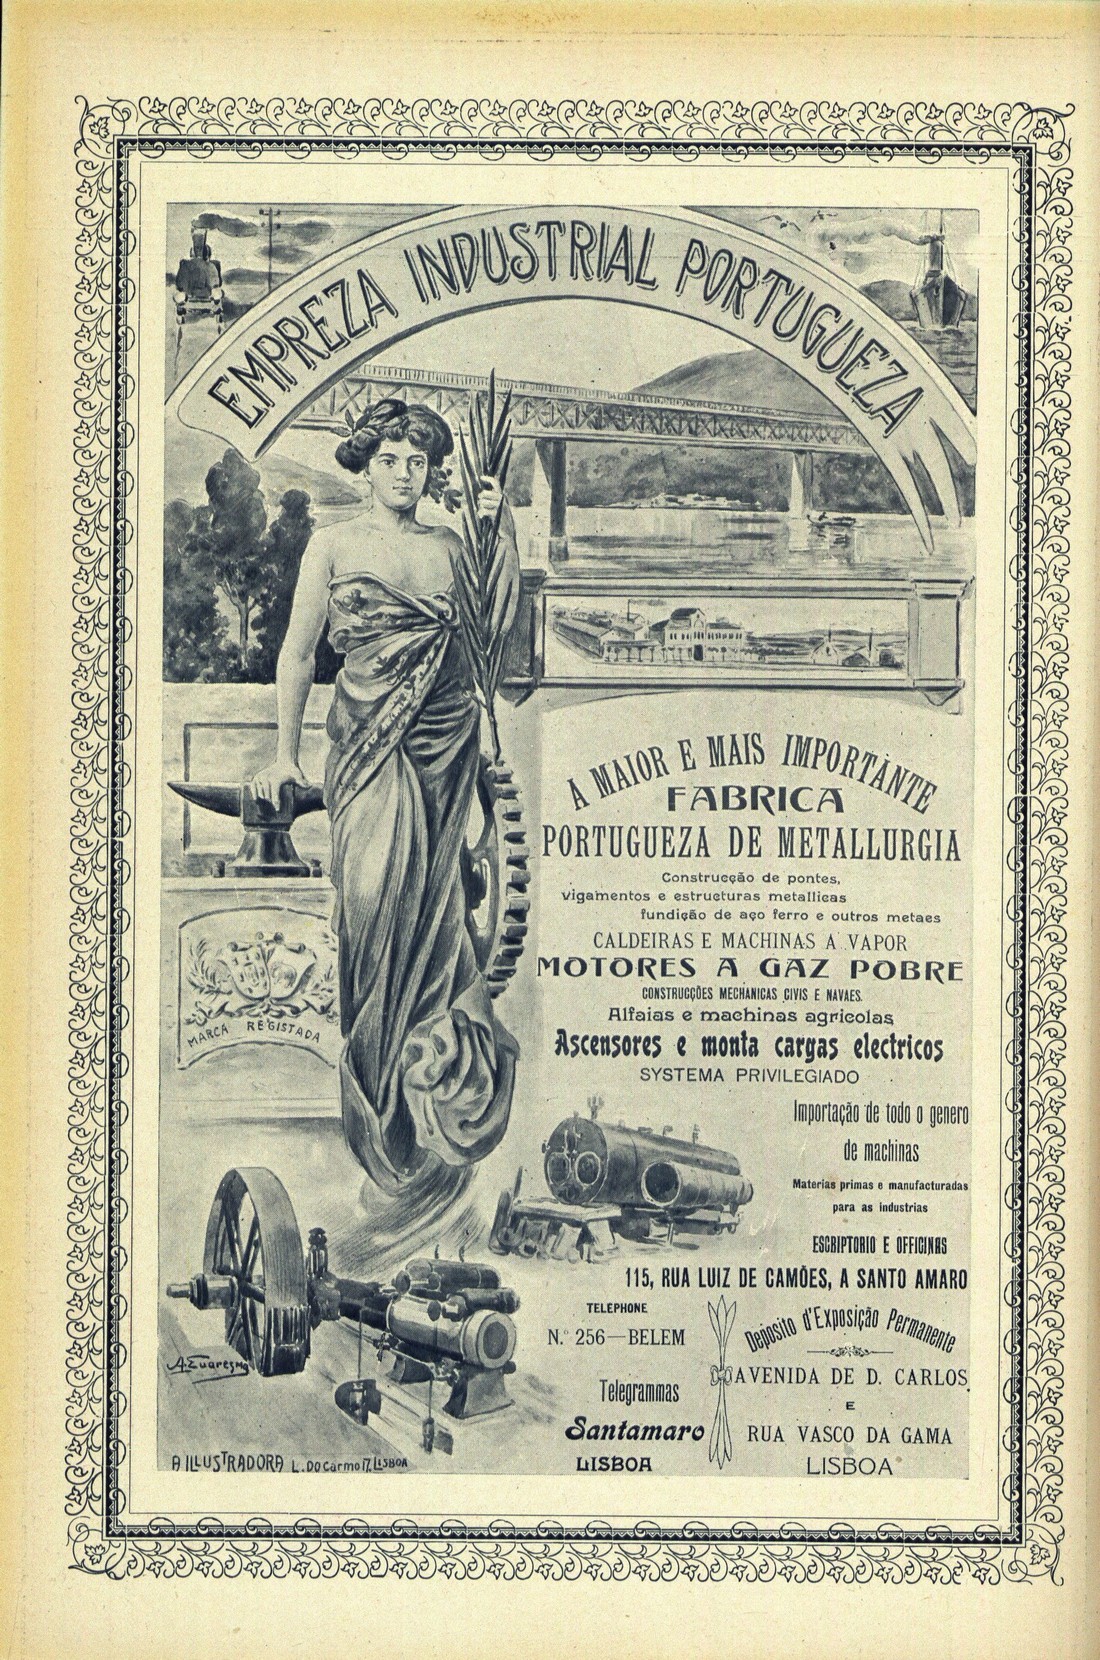 EMPREZA INDUSTRIAL PORTUGUEZA
A MAIOR E MAIS IMPORTANTE
FABRICA
PORTUGUEZA DE METALLURGIA
Construcção de pontes,
vigamentos e estructuras metallicas
fundição de aço ferro e outros metaes
CALDEIRAS E MACHINAS A VAPOR
MOTORES A GAZ POBRE
CONSTRUCÇÕES MECHANICAS CIVIS E NAVAES.
Alfaias e machinas agricolas
Ascensores e monta cargas electricos
SYSTEMA PRIVILEGIADO
MARCA REGISTADA
Importação de todo o genero
de machinas
Materias primas e manufacturadas
para as industrias
ESCRIPTORIO E OFFICINAS
115, RUA LUIZ DE CAMÕES, A SANTO AMARO
TELEPHONE
N.º 256—BELEM
Telegrammas
Santamaro
LISBOA
Deposito d'Exposição Permanente
AVENIDA DE D. CARLOS
E
RUA VASCO DA GAMA
LISBOA
A ILLUSTRADORA L. DO Carmo 17, LISBOA